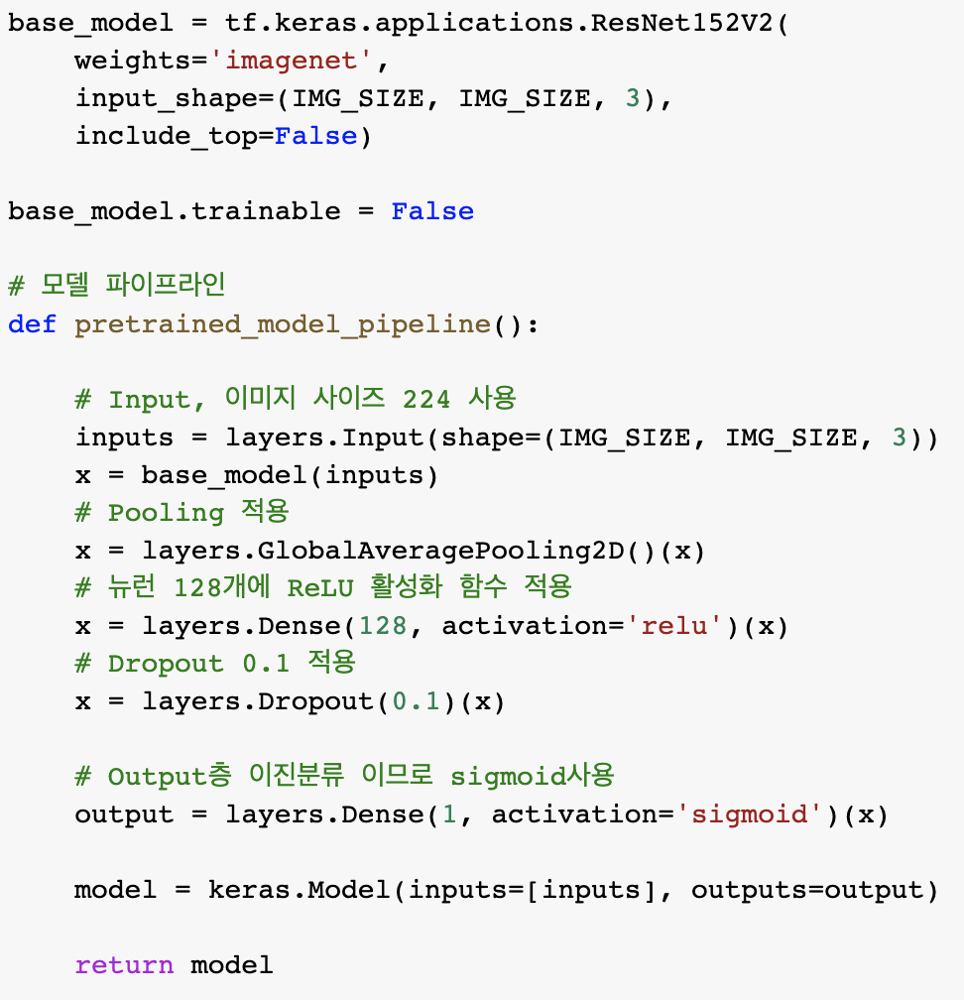 base_model = tf.keras.applications.ResNet152V2(
    weights='imagenet',
    input_shape=(IMG_SIZE, IMG_SIZE, 3),
    include_top=False)

base_model.trainable = False

# 모델 파이프라인
def pretrained_model_pipeline():

    # Input, 이미지 사이즈 224 사용
    inputs = layers.Input(shape=(IMG_SIZE, IMG_SIZE, 3))
    x = base_model(inputs)
    # Pooling 적용
    x = layers.GlobalAveragePooling2D()(x)
    # 뉴런 128개에 ReLU 활성화 함수 적용
    x = layers.Dense(128, activation='relu')(x)
    # Dropout 0.1 적용
    x = layers.Dropout(0.1)(x)

    # Output층 이진분류 이므로 sigmoid사용
    output = layers.Dense(1, activation='sigmoid')(x)

    model = keras.Model(inputs=[inputs], outputs=output)

    return model